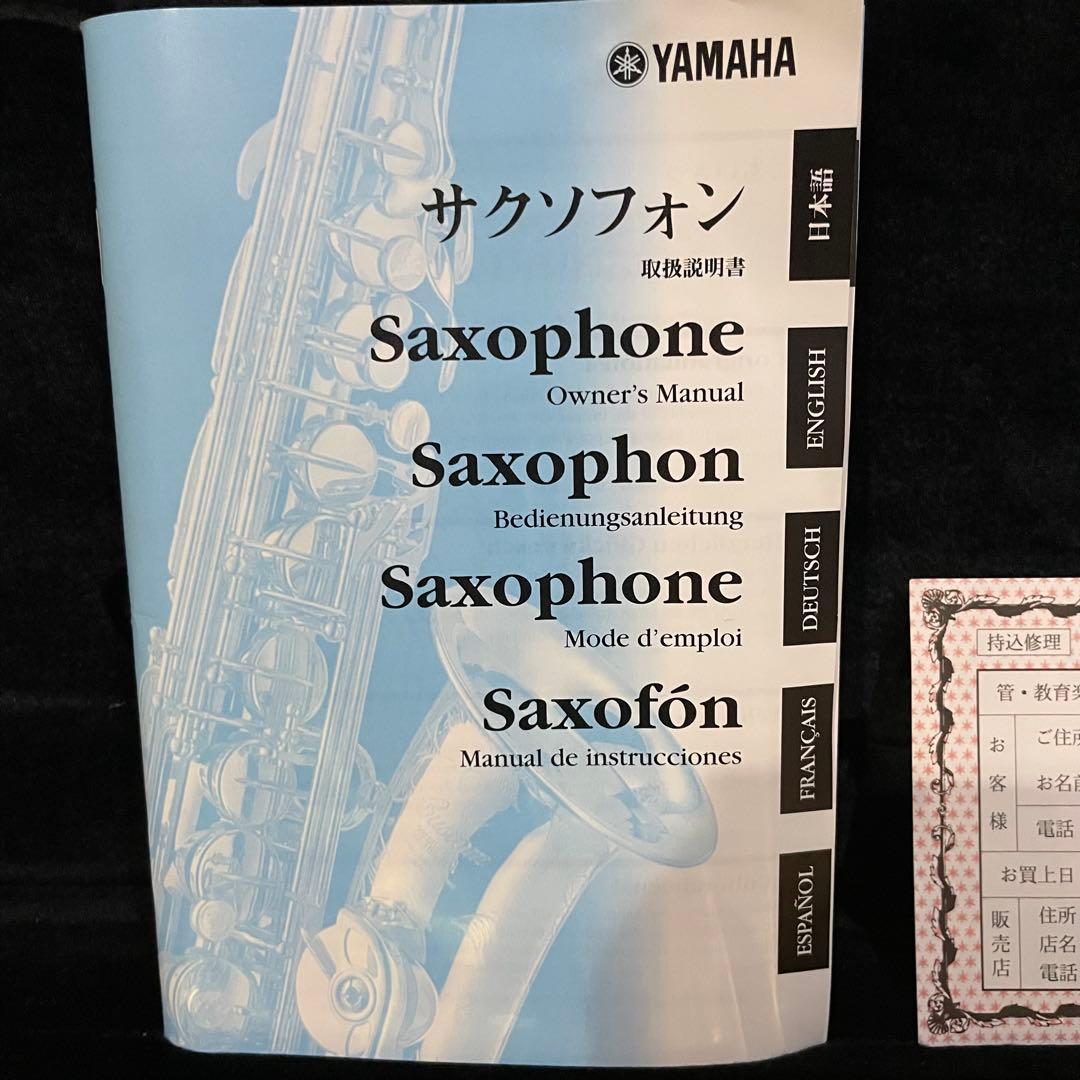 YAMAHA
サクソフォン
取扱説明書
Saxophone
Owner's Manual
Saxophon
Bedienungsanleitung
Saxophone
Mode d'emploi
Saxofón
Manual de instrucciones
日本語
ENGLISH
DEUTSCH
FRANÇAIS
ESPAÑOL
持込修理
管・教育楽
お客様
ご住所
お名前
電話
お買上日
販売店
住所
店名
電話